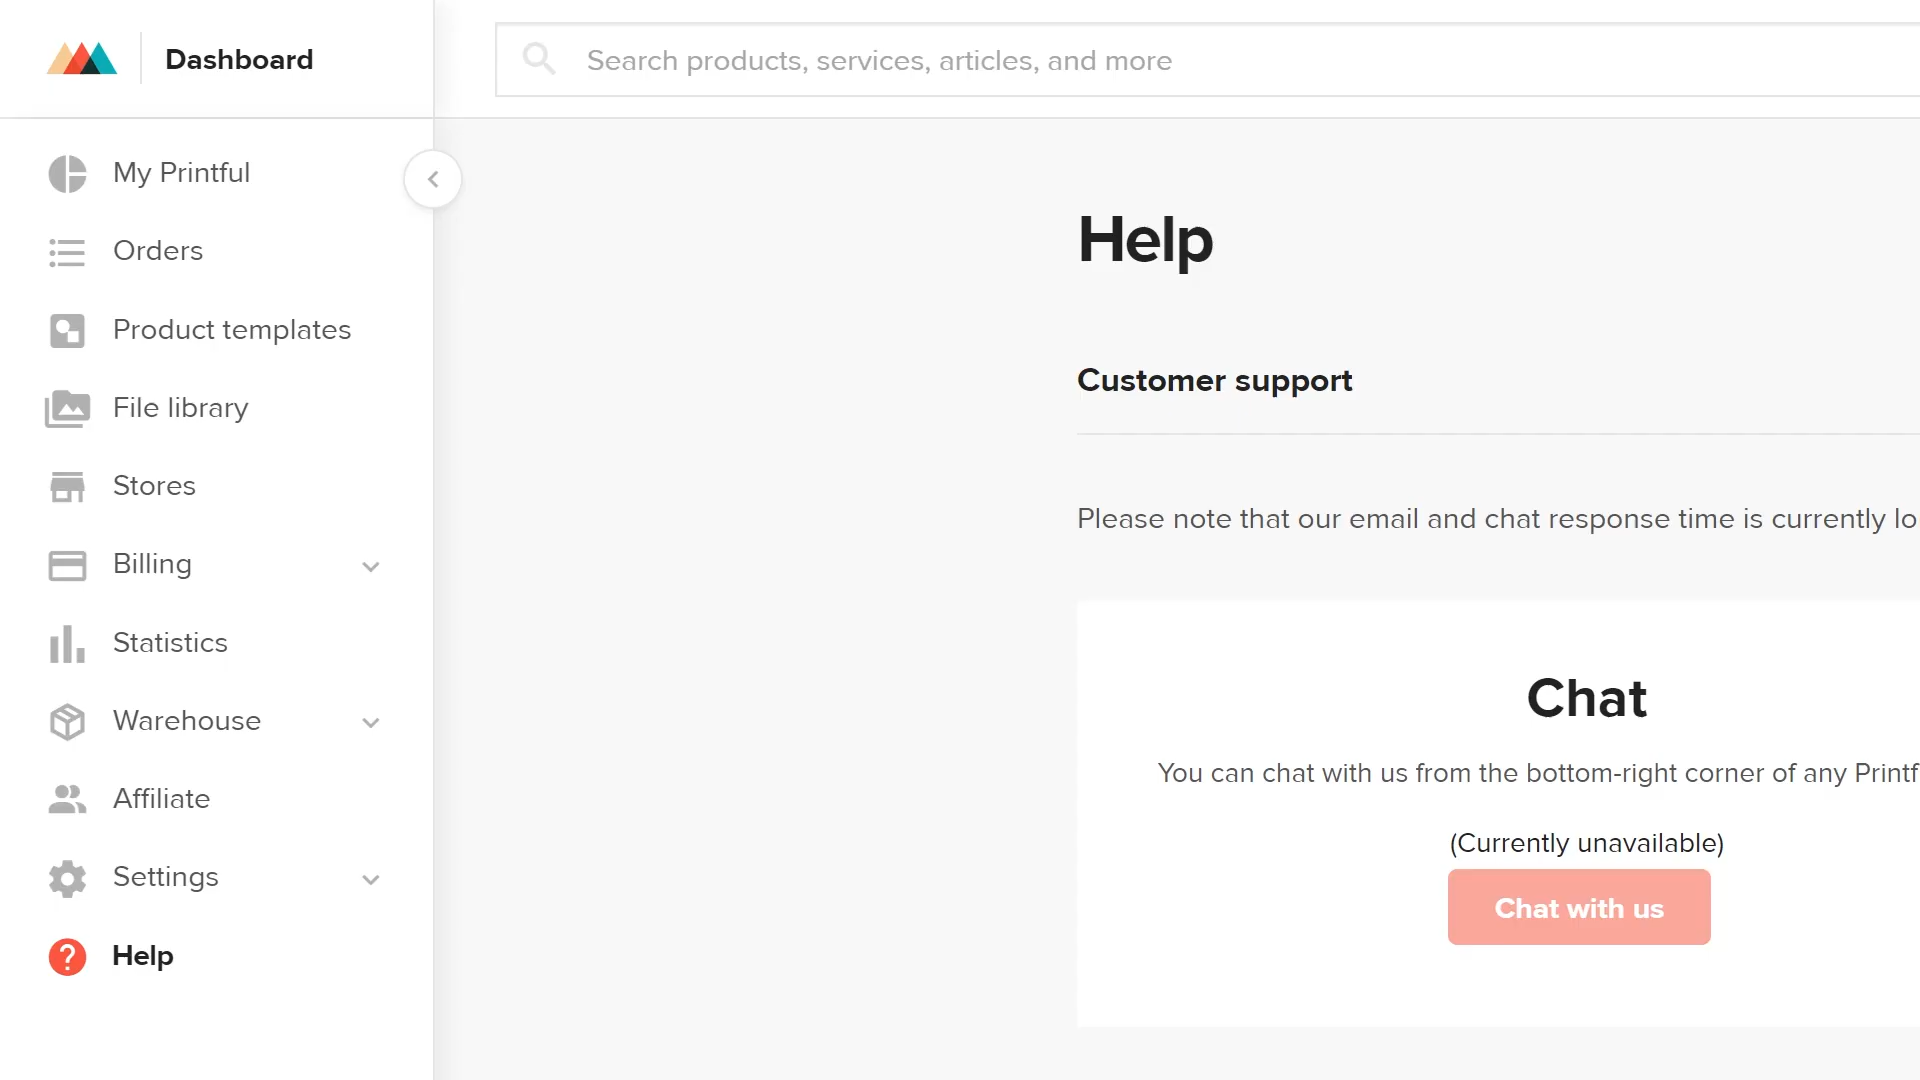 Dashboard
Search products, services, articles, and more
My Printful
Orders
Product templates
File library
Stores
Billing
Statistics
Warehouse
Affiliate
Settings
Help
Help
Customer support
Please note that our email and chat response time is currently lo
Chat
You can chat with us from the bottom-right corner of any Printf
(Currently unavailable)
Chat with us